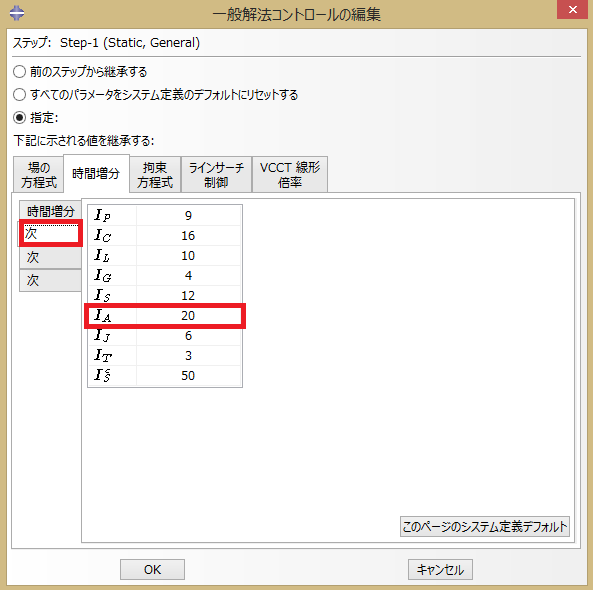 一般解法コントロールの編集
ステップ: Step-1 (Static, General)
前のステップから継承する
すべてのパラメータをシステム定義のデフォルトにリセットする
指定:
下記に示される値を継承する:
場の
方程式
時間増分
拘束
方程式
ラインサーチ
制御
VCCT 線形
倍率
時間増分
次
次
次
I_P 9
I_C 16
I_L 10
I_G 4
I_S 12
I_A 20
I_J 6
I_T 3
I_S^c 50
このページのシステム定義デフォルト
OK
キャンセル